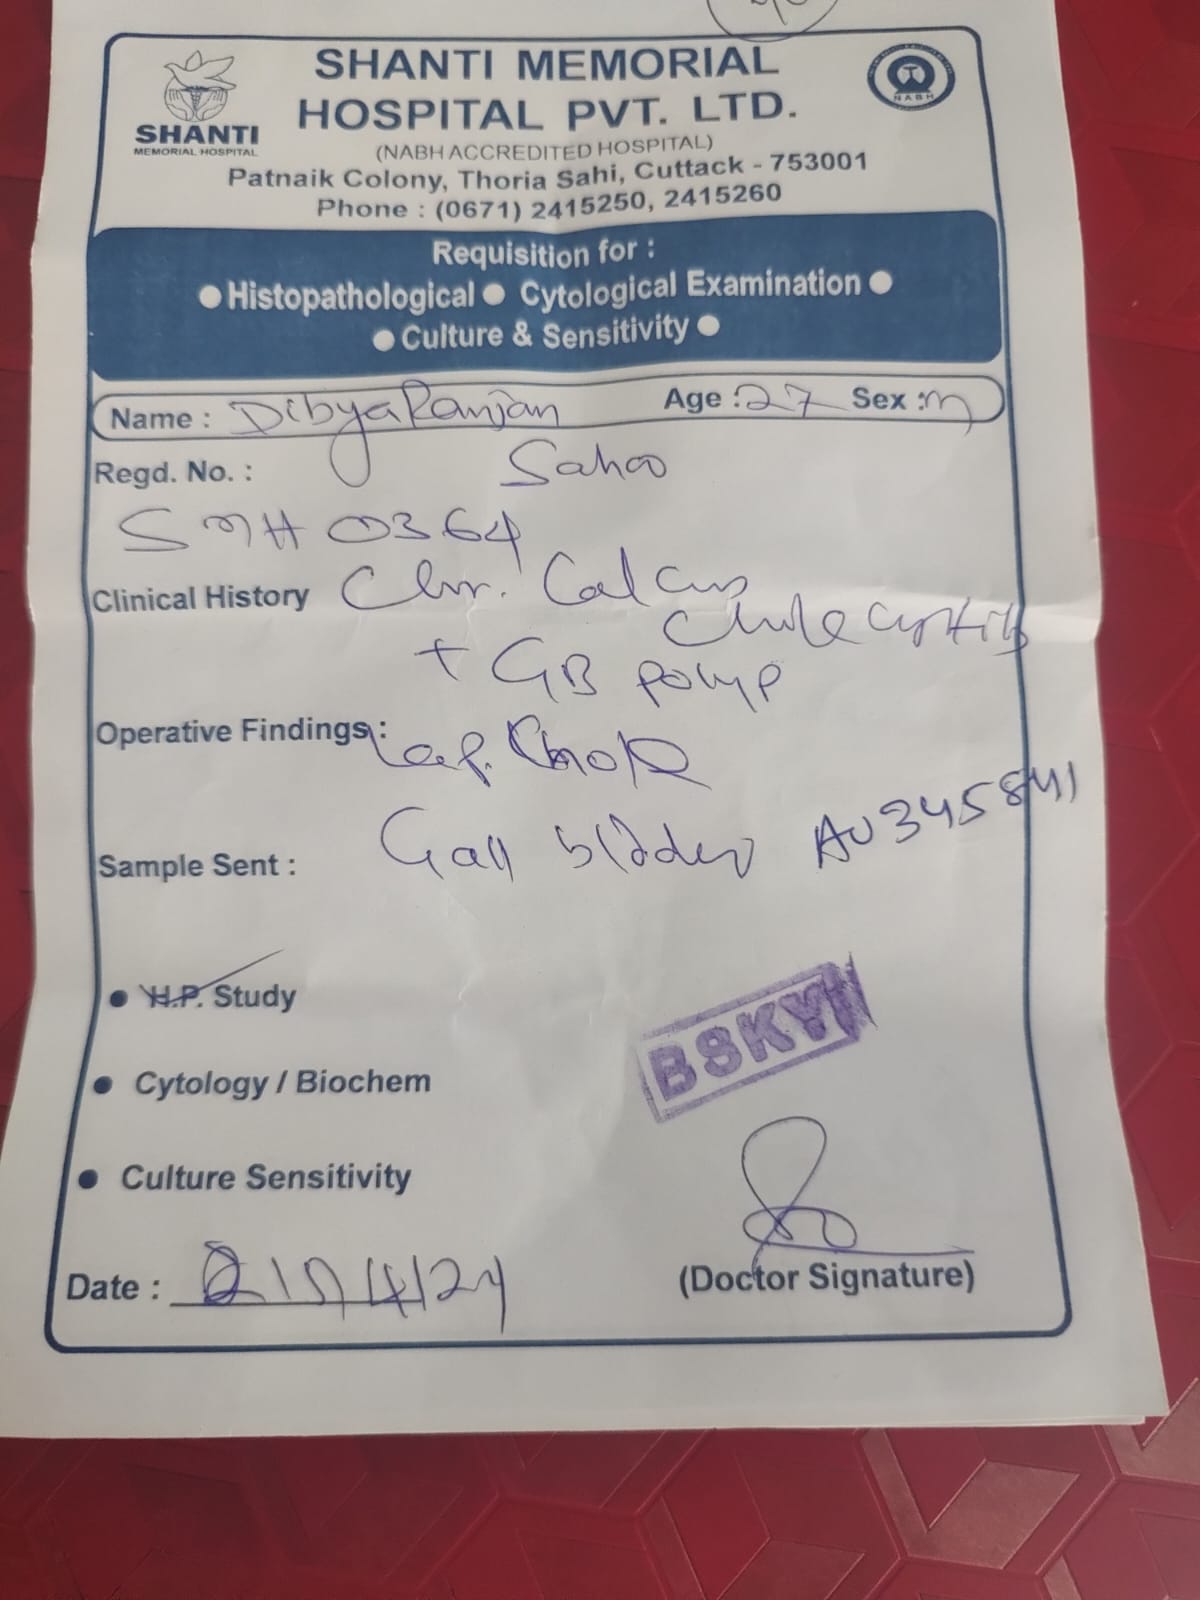 SHANTI MEMORIAL
HOSPITAL PVT. LTD.
SHANTI
MEMORIAL HOSPITAL
NABH
(NABH ACCREDITED HOSPITAL)
Patnaik Colony, Thoria Sahi, Cuttack - 753001
Phone : (0671) 2415250, 2415260
Requisition for :
● Histopathological ● Cytological Examination ●
● Culture & Sensitivity ●
Name : Dibya Ranjan Age : 27 Sex : m
Regd. No. : Sahoo
SMH 0364
Clinical History Chr. Calcus
Cholecystitis
+ GB polyp
Operative Findings : Lap. Chole
Sample Sent : Gall bladder AU345841
● H.P. Study
BSKY
● Cytology / Biochem
● Culture Sensitivity
Date : /4/24
(Doctor Signature)